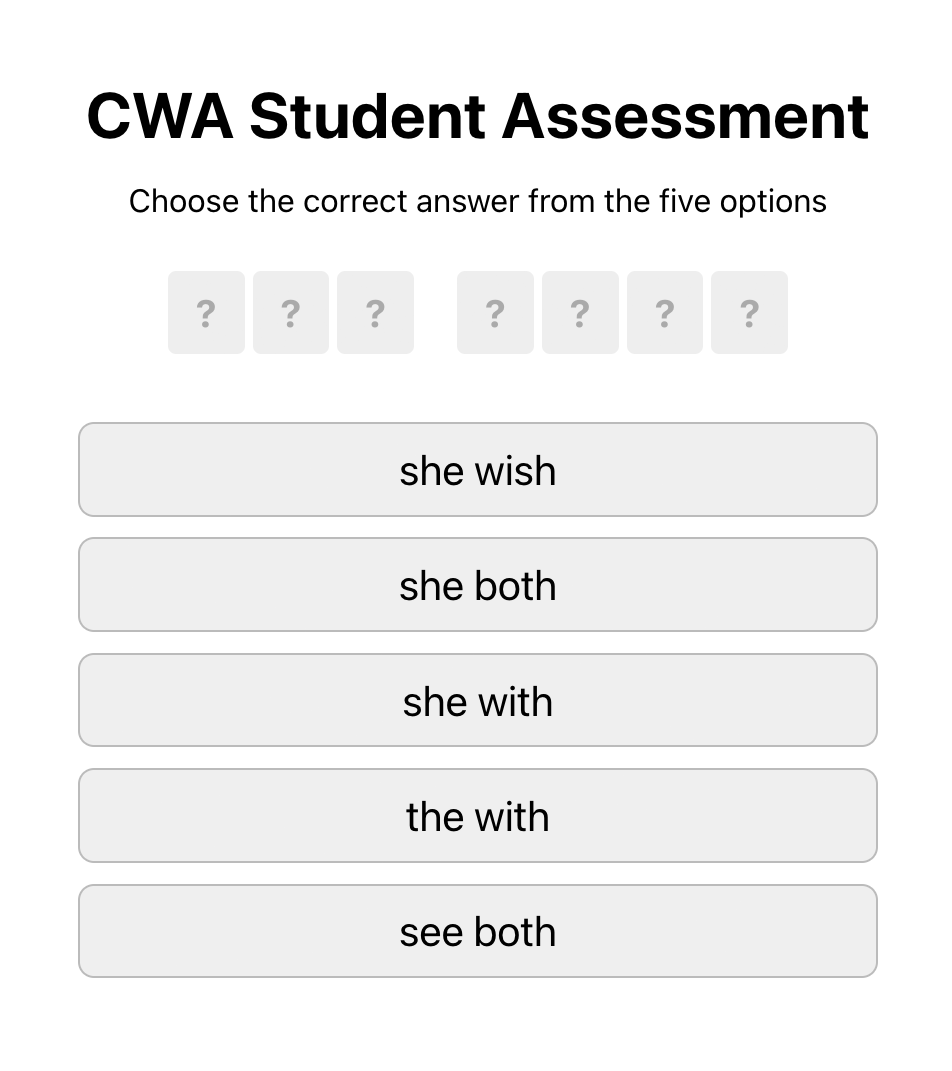 CWA Student Assessment
Choose the correct answer from the five options
? ? ? ? ? ? ?
she wish
she both
she with
the with
see both